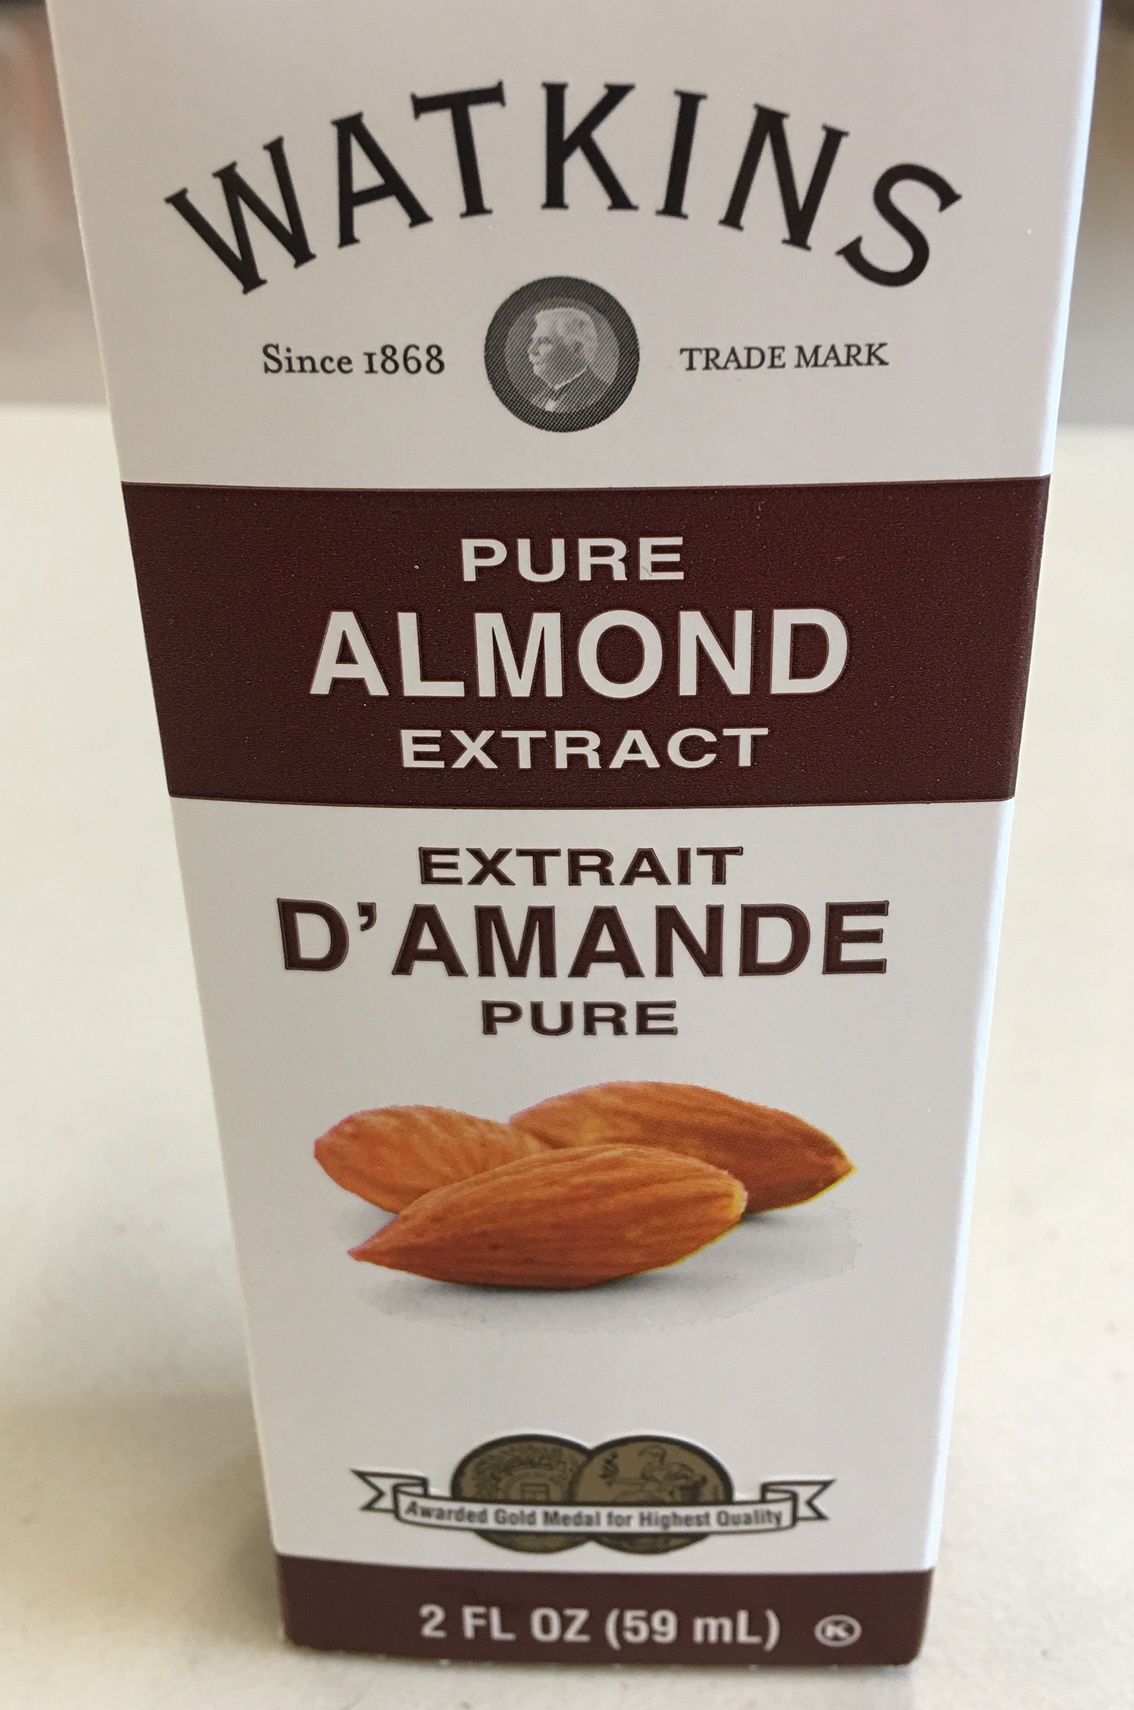 WATKINS
Since 1868 TRADE MARK
PURE
ALMOND
EXTRACT
EXTRAIT
D'AMANDE
PURE
Awarded Gold Medal for Highest Quality
2 FL OZ (59 mL) K